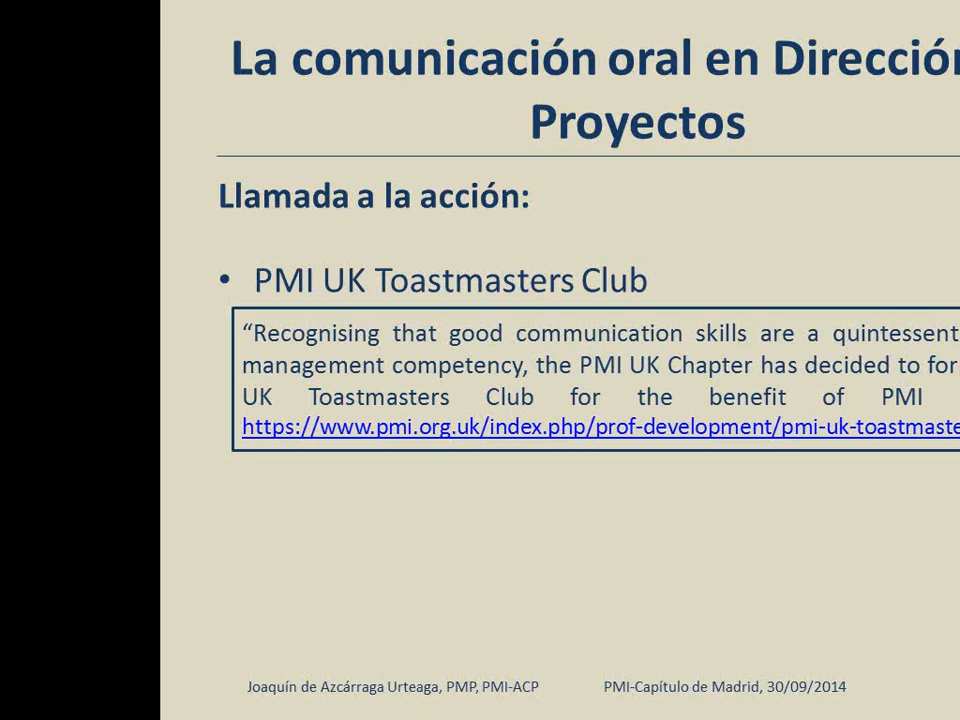 La comunicación oral en Dirección
Proyectos
Llamada a la acción:
• PMI UK Toastmasters Club
“Recognising that good communication skills are a quintessent
management competency, the PMI UK Chapter has decided to for
UK Toastmasters Club for the benefit of PMI
https://www.pmi.org.uk/index.php/prof-development/pmi-uk-toastmaste
Joaquín de Azcárraga Urteaga, PMP, PMI-ACP PMI-Capítulo de Madrid, 30/09/2014